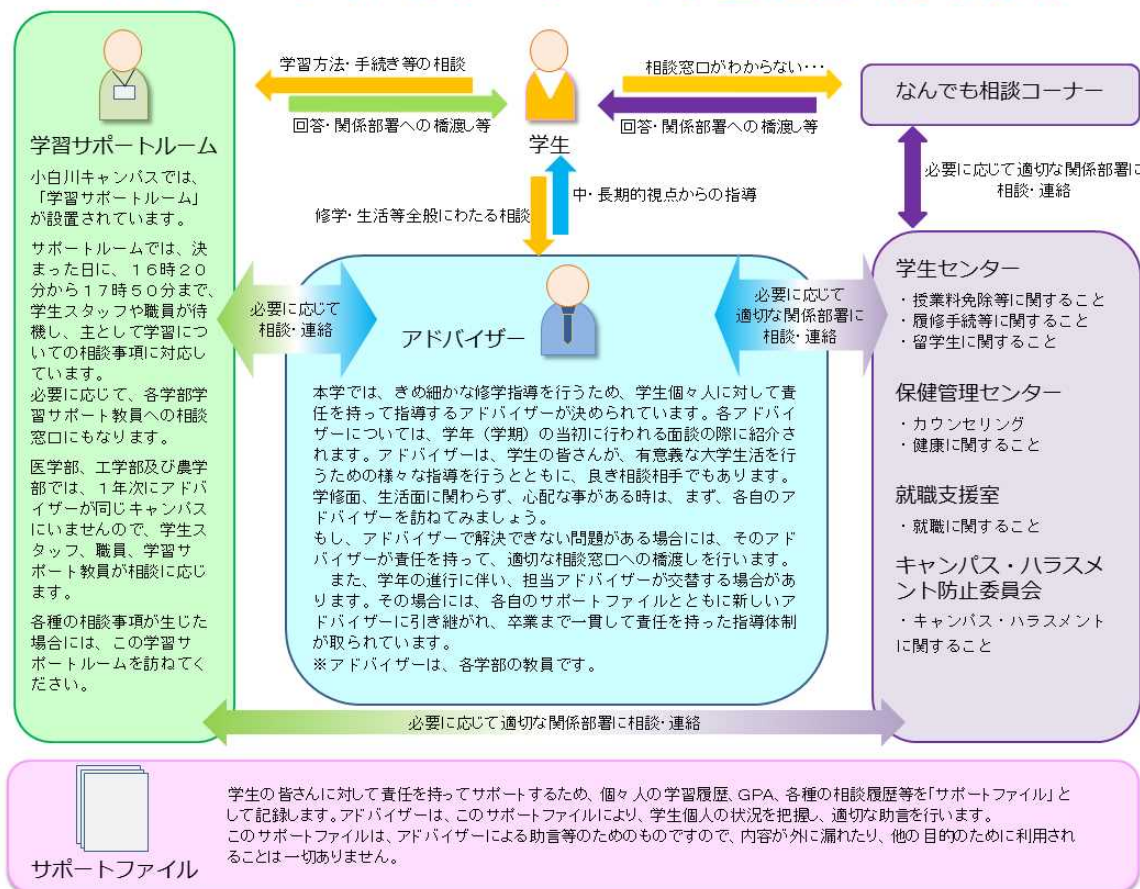 学習方法・手続き等の相談
回答・関係部署への橋渡し等
学生
相談窓口がわからない・・・
回答・関係部署への橋渡し等
なんでも相談コーナー
必要に応じて適切な関係部署に
相談・連絡
修学・生活等全般にわたる相談
中・長期的視点からの指導
学習サポートルーム
小白川キャンパスでは、
「学習サポートルーム」
が設置されています。
サポートルームでは、決
まった日に、１６時２０
分から１７時５０分まで、
学生スタッフや職員が待
機し、主として学習につ
いての相談事項に対応し
ています。
必要に応じて、各学部学
習サポート教員への相談
窓口にもなります。
医学部、工学部及び農学
部では、１年次にアドバ
イザーが同じキャンパス
にいませんので、学生ス
タッフ、職員、学習サ
ポート教員が相談に応じ
ます。
各種の相談事項が生じた
場合には、この学習サ
ポートルームを訪ねてく
ださい。
必要に応じて
相談・連絡
アドバイザー
必要に応じて
適切な関係部署に
相談・連絡
本学では、きめ細かな修学指導を行うため、学生個々人に対して責
任を持って指導するアドバイザーが決められています。各アドバイ
ザーについては、学年（学期）の当初に行われる面談の際に紹介さ
れます。アドバイザーは、学生の皆さんが、有意義な大学生活を行
うための様々な指導を行うとともに、良き相談相手でもあります。
学修面、生活面に関わらず、心配な事がある時は、まず、各自のア
ドバイザーを訪ねてみましょう。
もし、アドバイザーで解決できない問題がある場合には、そのアド
バイザーが責任を持って、適切な相談窓口への橋渡しを行います。
また、学年の進行に伴い、担当アドバイザーが交替する場合があ
ります。その場合には、各自のサポートファイルとともに新しいア
ドバイザーに引き継がれ、卒業まで一貫して責任を持った指導体制
が取られています。
※アドバイザーは、各学部の教員です。
学生センター
・授業料免除等に関すること
・履修手続等に関すること
・留学生に関すること
保健管理センター
・カウンセリング
・健康に関すること
就職支援室
・就職に関すること
キャンパス・ハラスメ
ント防止委員会
・キャンパス・ハラスメント
に関すること
必要に応じて適切な関係部署に相談・連絡
サポートファイル
学生の皆さんに対して責任を持ってサポートするため、個々人の学習履歴、GPA、各種の相談履歴等を「サポートファイル」と
して記録します。アドバイザーは、このサポートファイルにより、学生個人の状況を把握し、適切な助言を行います。
このサポートファイルは、アドバイザーによる助言等のためのものですので、内容が外に漏れたり、他の目的のために利用され
ることは一切ありません。